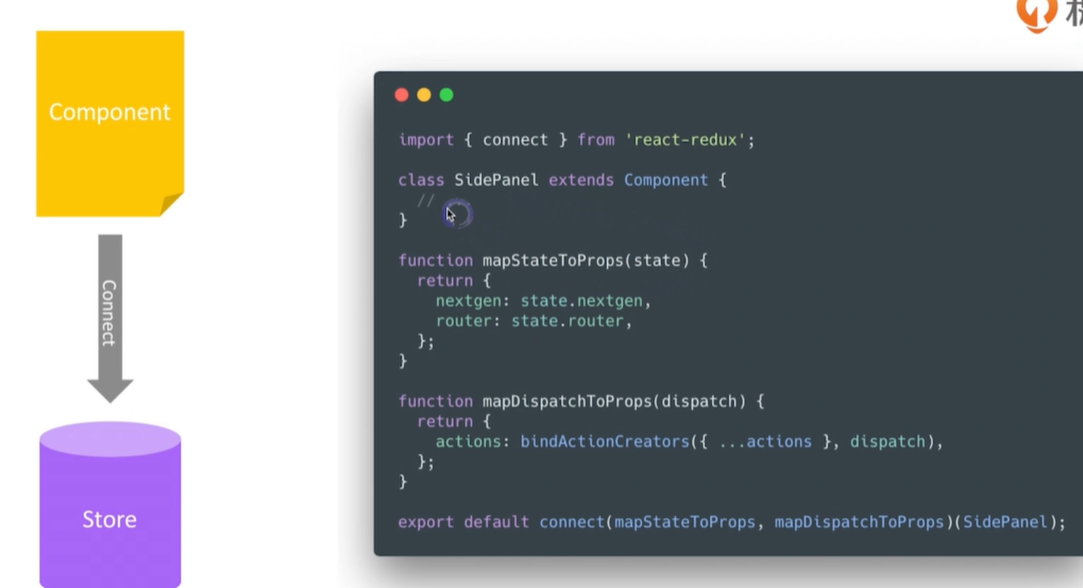 Component
Connect
Store
import { connect } from 'react-redux';
class SidePanel extends Component {
//
}
function mapStateToProps(state) {
return {
nextgen: state.nextgen,
router: state.router,
};
}
function mapDispatchToProps(dispatch) {
return {
actions: bindActionCreators({ ...actions }, dispatch),
};
}
export default connect(mapStateToProps, mapDispatchToProps)(SidePanel);